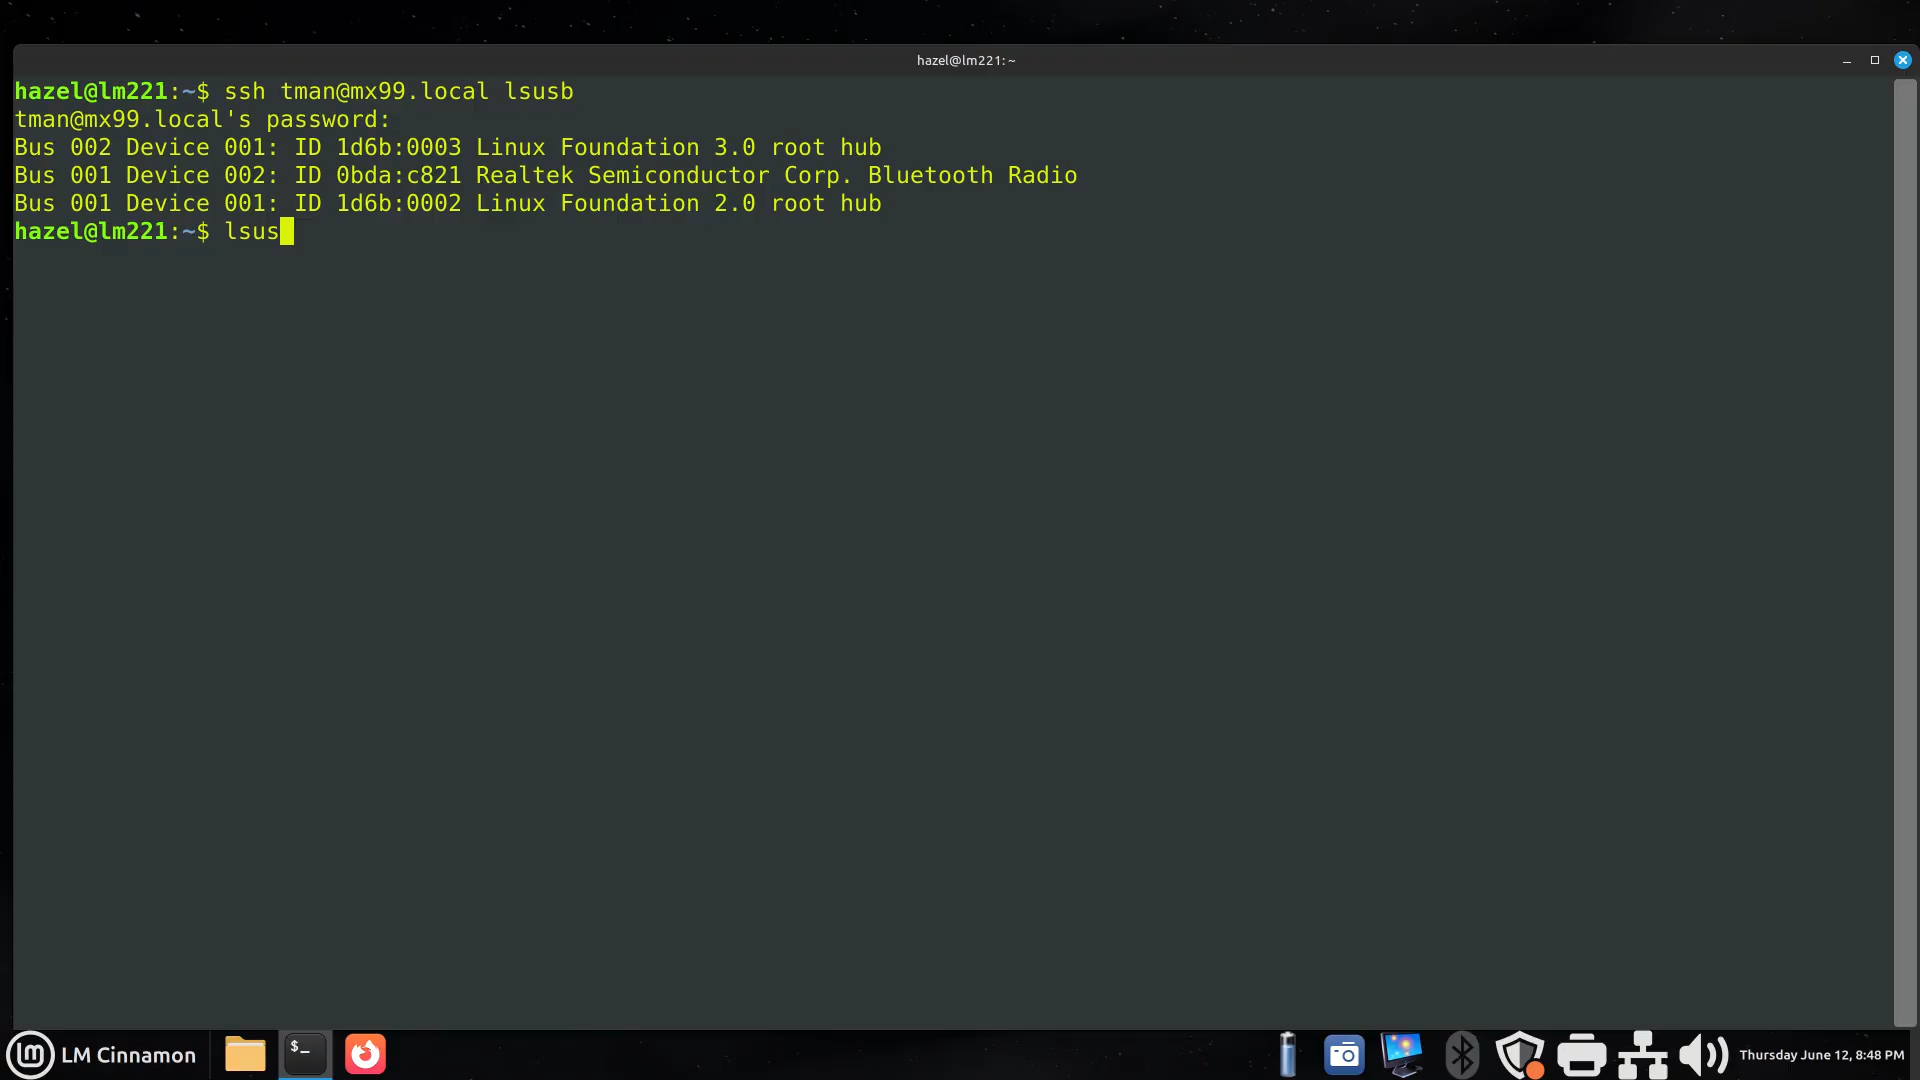 hazel@lm221: ~
hazel@lm221:~$ ssh tman@mx99.local lsusb
tman@mx99.local's password:
Bus 002 Device 001: ID 1d6b:0003 Linux Foundation 3.0 root hub
Bus 001 Device 002: ID 0bda:c821 Realtek Semiconductor Corp. Bluetooth Radio
Bus 001 Device 001: ID 1d6b:0002 Linux Foundation 2.0 root hub
hazel@lm221:~$ lsus
$_
LM Cinnamon
Thursday June 12, 8:48 PM